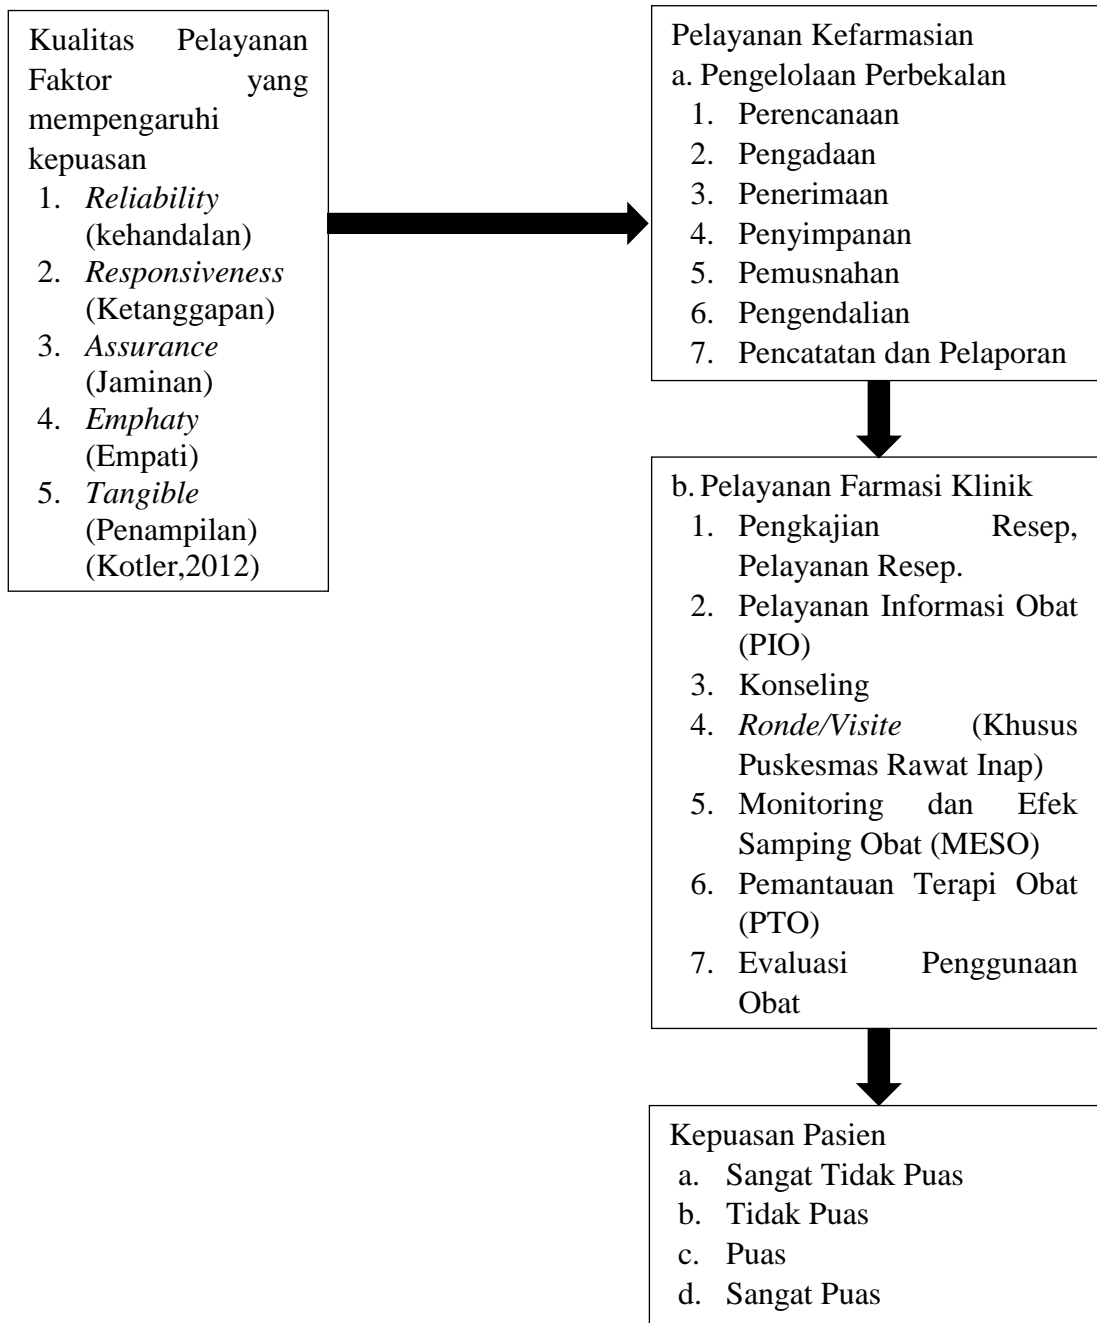 Kualitas Pelayanan
Faktor yang
mempengaruhi
kepuasan
1. Reliability
(kehandalan)
2. Responsiveness
(Ketanggapan)
3. Assurance
(Jaminan)
4. Emphaty
(Empati)
5. Tangible
(Penampilan)
(Kotler,2012)
Pelayanan Kefarmasian
a. Pengelolaan Perbekalan
1. Perencanaan
2. Pengadaan
3. Penerimaan
4. Penyimpanan
5. Pemusnahan
6. Pengendalian
7. Pencatatan dan Pelaporan
b. Pelayanan Farmasi Klinik
1. Pengkajian Resep,
Pelayanan Resep.
2. Pelayanan Informasi Obat
(PIO)
3. Konseling
4. Ronde/Visite (Khusus
Puskesmas Rawat Inap)
5. Monitoring dan Efek
Samping Obat (MESO)
6. Pemantauan Terapi Obat
(PTO)
7. Evaluasi Penggunaan
Obat
Kepuasan Pasien
a. Sangat Tidak Puas
b. Tidak Puas
c. Puas
d. Sangat Puas